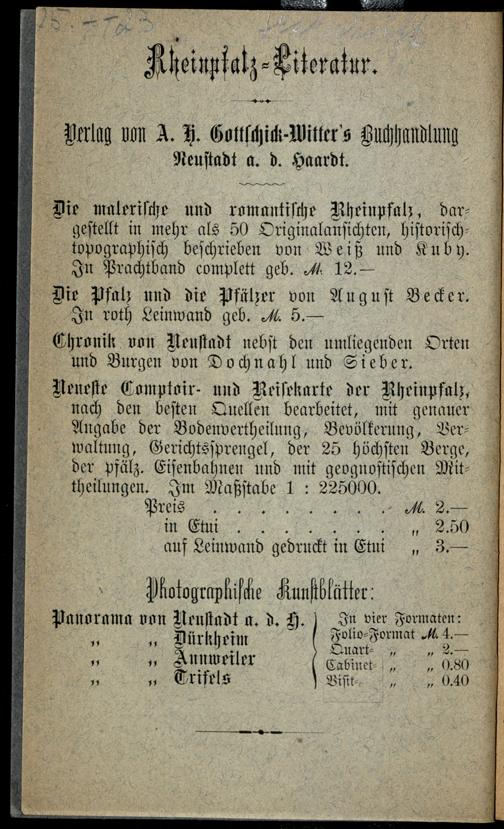 25.-
Rheinpfalz-Literatur.
Verlag von A. H. Gottschick-Witter's Buchhandlung
Neustadt a. d. Haardt.
Die malerische und romantische Rheinpfalz, dar-
gestellt in mehr als 50 Originalansichten, historisch-
topographisch beschrieben von Weiß und Kuby.
In Prachtband complett geb. M. 12.—
Die Pfalz und die Pfälzer von August Becker.
In roth Leinwand geb. M. 5.—
Chronik von Neustadt nebst den umliegenden Orten
und Burgen von Dochnahl und Sieber.
Neueste Comptoir- und Reisekarte der Rheinpfalz,
nach den besten Quellen bearbeitet, mit genauer
Angabe der Bodenvertheilung, Bevölkerung, Ver-
waltung, Gerichtssprengel, der 25 höchsten Berge,
der pfälz. Eisenbahnen und mit geognostischen Mit-
theilungen. Im Maßstabe 1 : 225000.
Preis . . . . . . . . M. 2.—
in Etui . . . . . . . „ 2.50
auf Leinwand gedruckt in Etui „ 3.—
Photographische Kunstblätter:
Panorama von Neustadt a. d. H.
„ „ Dürkheim
„ „ Annweiler
„ „ Trifels
In vier Formaten:
Folio-Format M. 4.—
Quart- „ „ 2.—
Cabinet- „ „ 0.80
Visit- „ „ 0.40